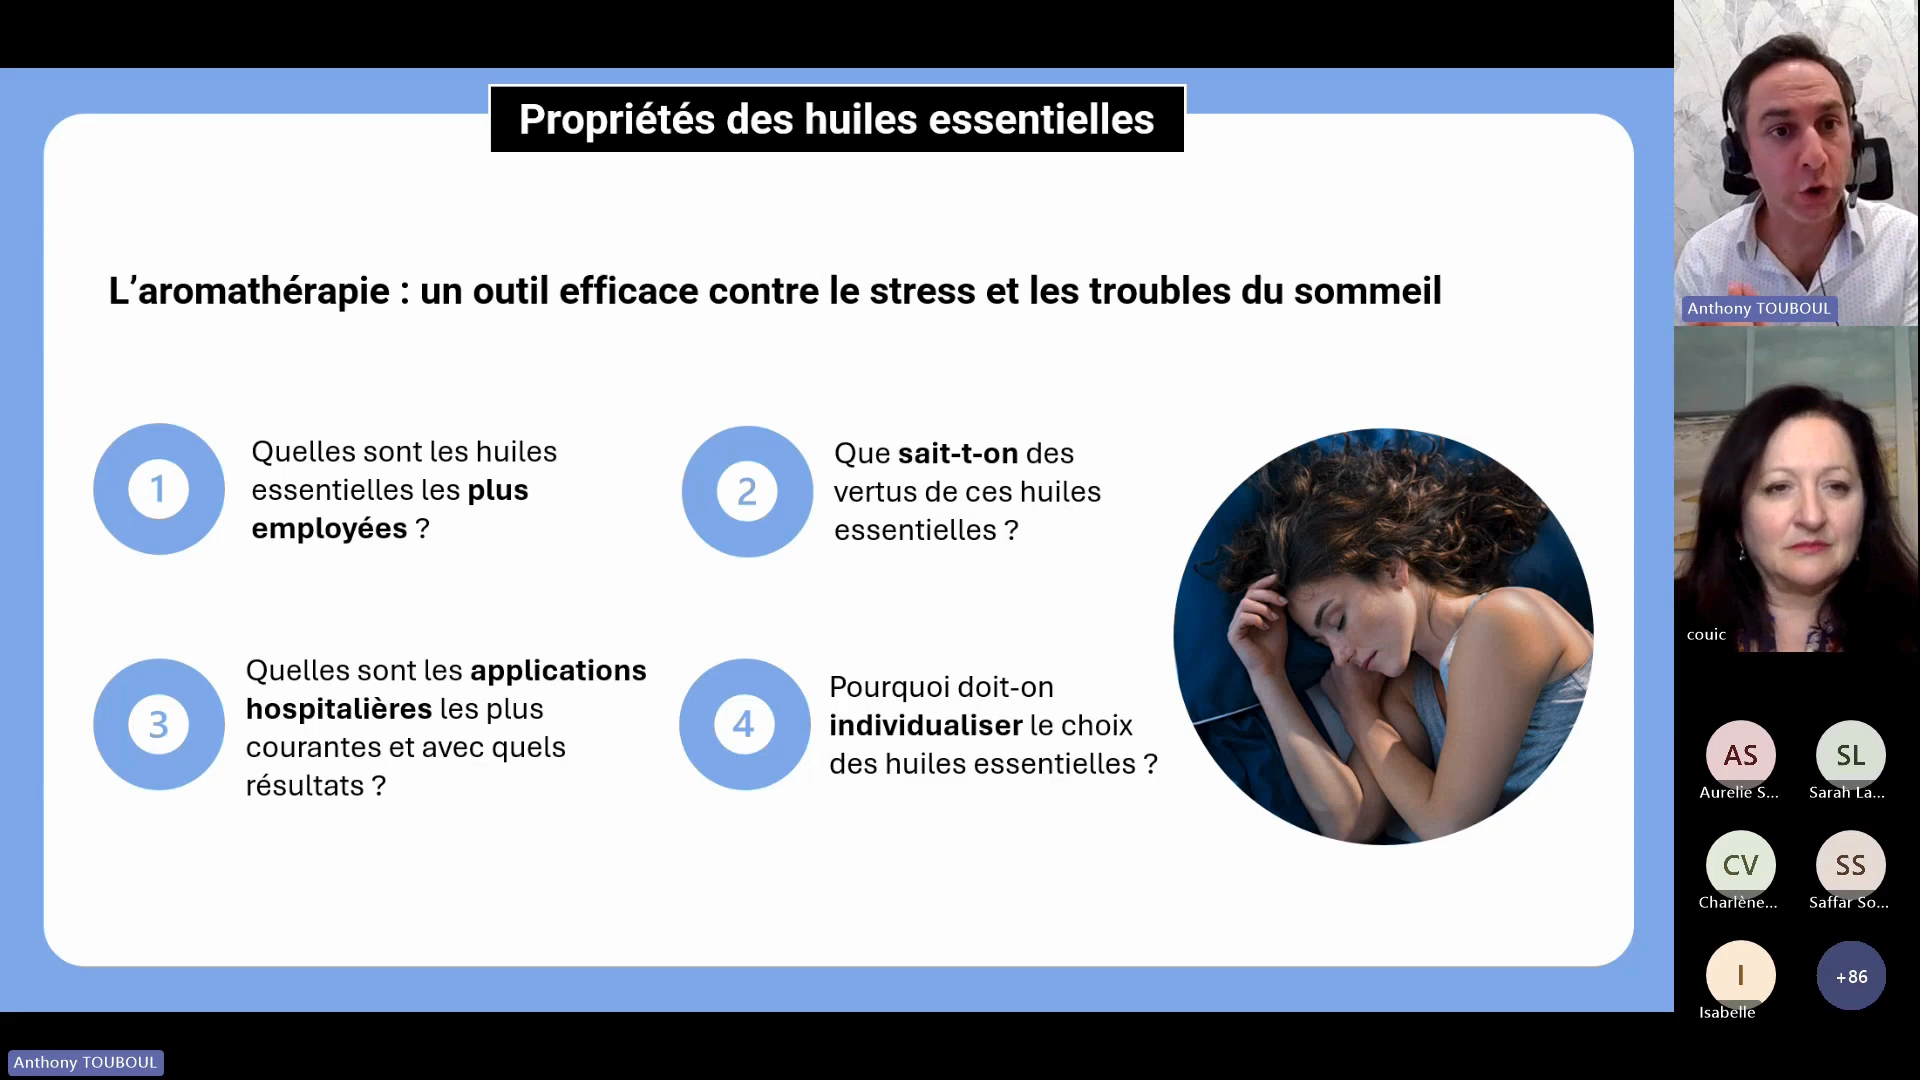 Propriétés des huiles essentielles
L’aromathérapie : un outil efficace contre le stress et les troubles du sommeil
1
Quelles sont les huiles
essentielles les plus
employées ?
2
Que sait-t-on des
vertus de ces huiles
essentielles ?
3
Quelles sont les applications
hospitalières les plus
courantes et avec quels
résultats ?
4
Pourquoi doit-on
individualiser le choix
des huiles essentielles ?
Anthony TOUBOUL
couic
AS
Aurelie S...
SL
Sarah La...
CV
Charlène...
SS
Saffar So...
I
Isabelle
+86
Anthony TOUBOUL